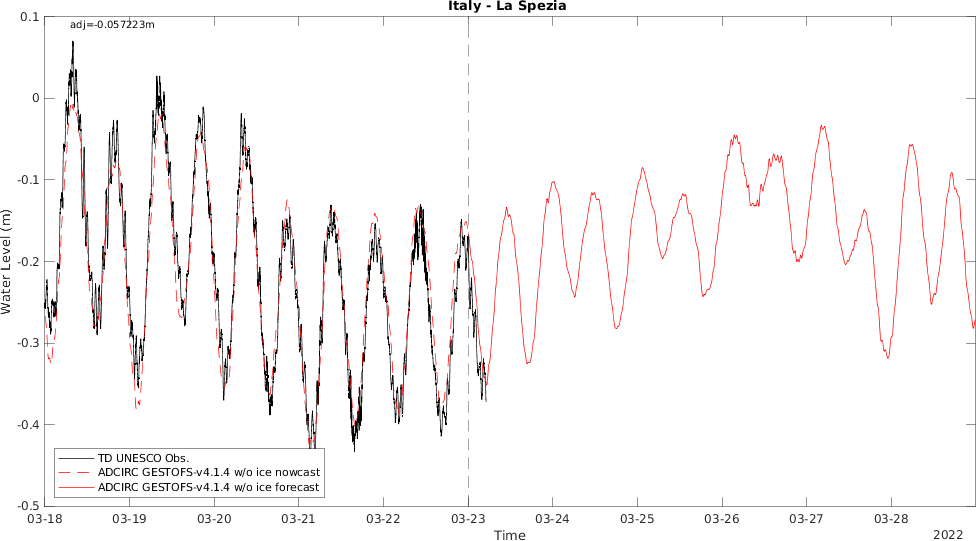 Italy - La Spezia
adj=-0.057223m
0.1
0
-0.1
-0.2
-0.3
-0.4
-0.5
Water Level (m)
TD UNESCO Obs.
ADCIRC GESTOFS-v4.1.4 w/o ice nowcast
ADCIRC GESTOFS-v4.1.4 w/o ice forecast
03-18 03-19 03-20 03-21 03-22 03-23 03-24 03-25 03-26 03-27 03-28
Time
2022